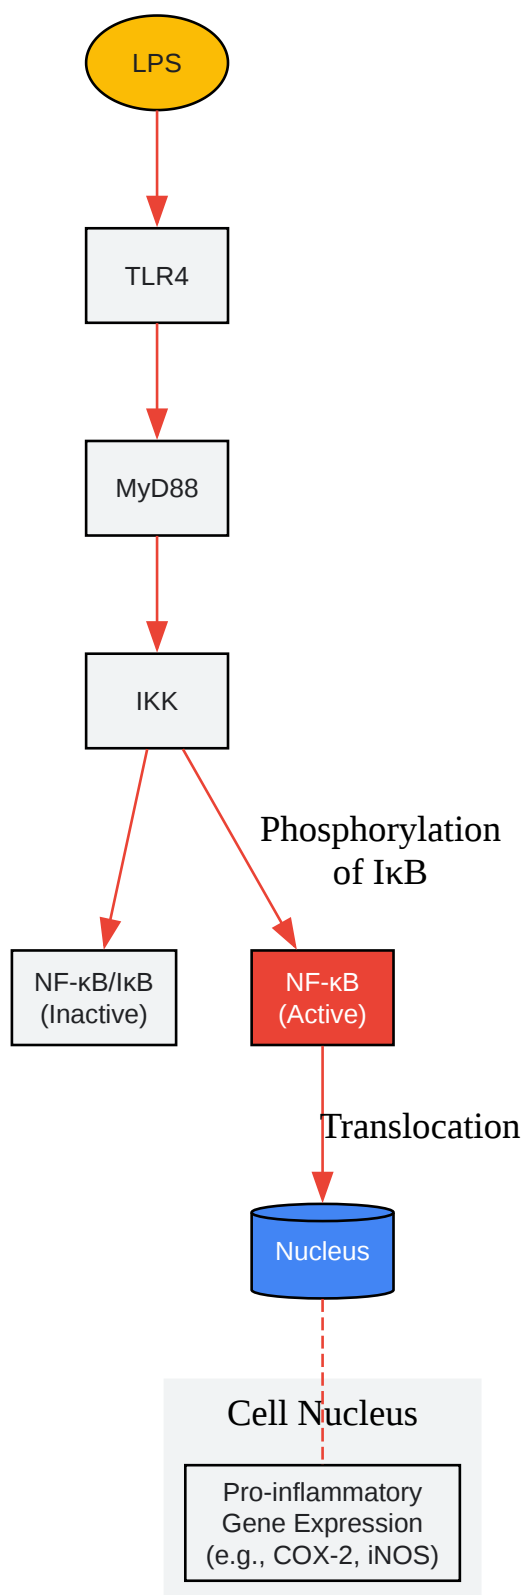 LPS
TLR4
MyD88
IKK
Phosphorylation
of IκB
NF-κB/IκB
(Inactive)
NF-κB
(Active)
Translocation
Nucleus
Cell Nucleus
Pro-inflammatory
Gene Expression
(e.g., COX-2, iNOS)